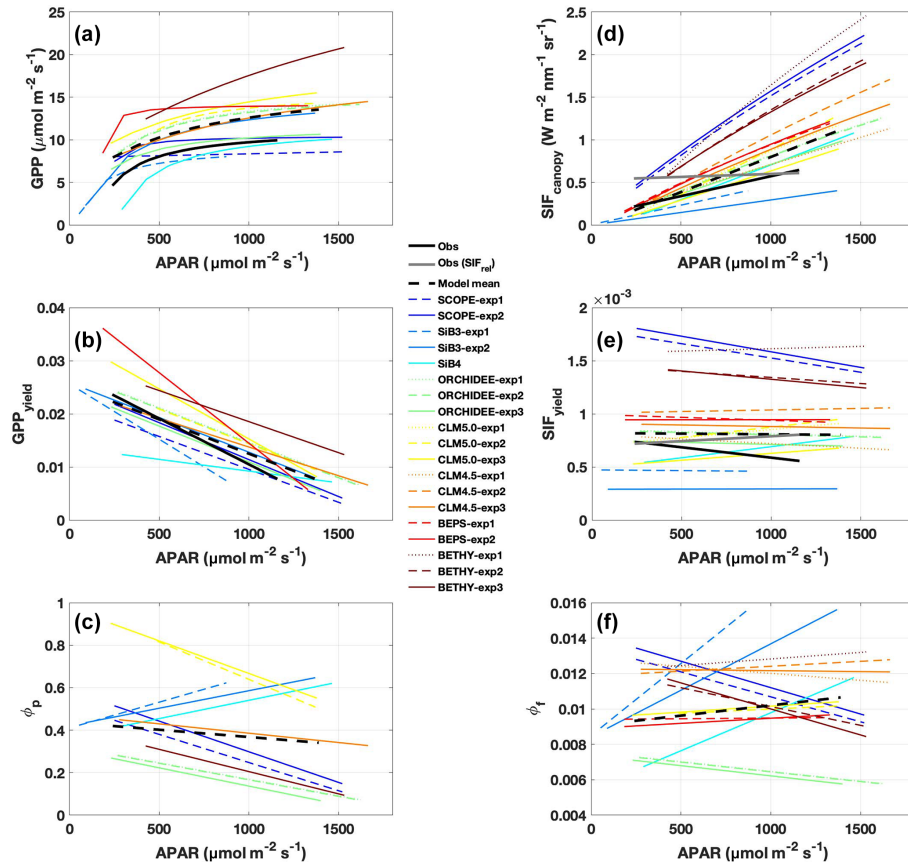 (a)
GPP (μmol m⁻² s⁻¹)
25
20
15
10
5
0
0 500 1000 1500
APAR (μmol m⁻² s⁻¹)
(d)
SIFcanopy (W m⁻² nm⁻¹ sr⁻¹)
2.5
2
1.5
1
0.5
0
0 500 1000 1500
APAR (μmol m⁻² s⁻¹)
Obs
Obs (SIFrel)
Model mean
SCOPE-exp1
SCOPE-exp2
SiB3-exp1
SiB3-exp2
SiB4
ORCHIDEE-exp1
ORCHIDEE-exp2
ORCHIDEE-exp3
CLM5.0-exp1
CLM5.0-exp2
CLM5.0-exp3
CLM4.5-exp1
CLM4.5-exp2
CLM4.5-exp3
BEPS-exp1
BEPS-exp2
BETHY-exp1
BETHY-exp2
BETHY-exp3
(b)
GPPyield
0.04
0.03
0.02
0.01
0
0 500 1000 1500
APAR (μmol m⁻² s⁻¹)
(e)
×10⁻³
SIFyield
2
1.5
1
0.5
0
0 500 1000 1500
APAR (μmol m⁻² s⁻¹)
(c)
ϕp
1
0.8
0.6
0.4
0.2
0
0 500 1000 1500
APAR (μmol m⁻² s⁻¹)
(f)
ϕf
0.016
0.014
0.012
0.01
0.008
0.006
0.004
0 500 1000 1500
APAR (μmol m⁻² s⁻¹)